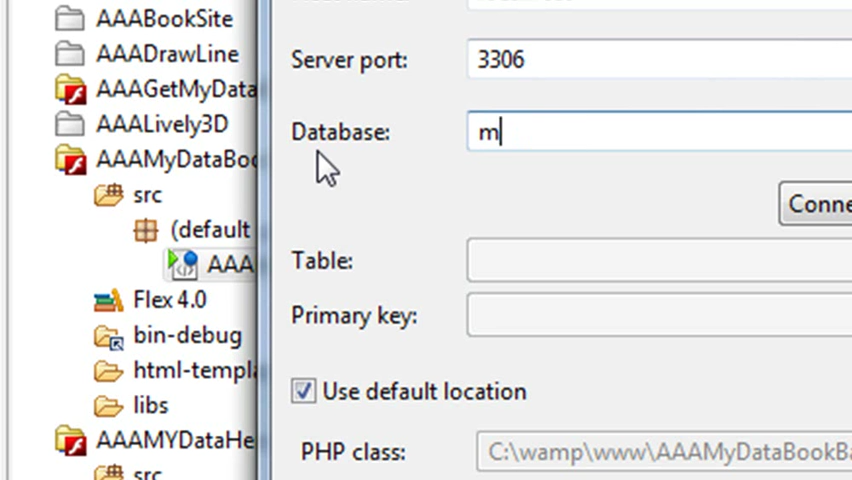 AAABookSite
AAADrawLine
AAAGetMyData
AAALively3D
AAAMyDataBoo
src
(default
AAA
Flex 4.0
bin-debug
html-templa
libs
AAAMYDataHe
src
Server port: 3306
Database: m
Conne
Table:
Primary key:
Use default location
PHP class: C:\wamp\www\AAAMyDataBookBa